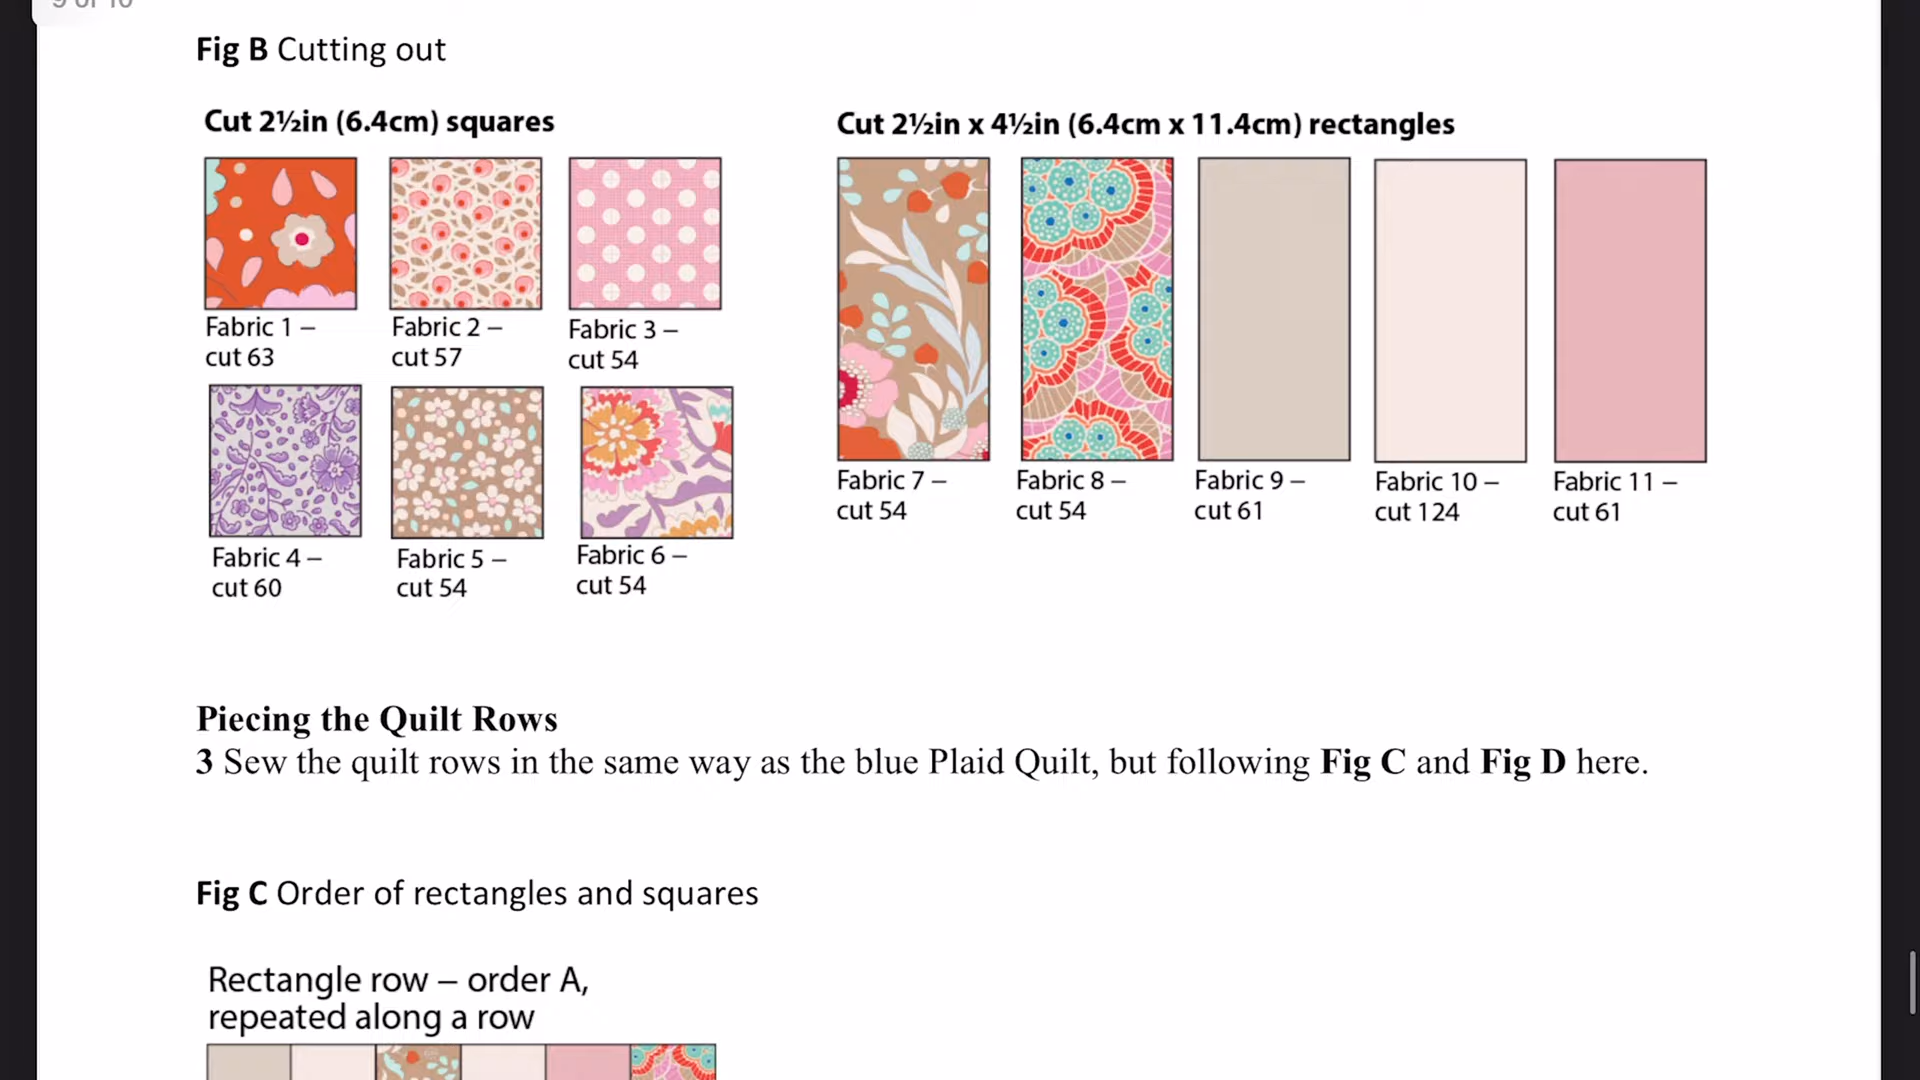 9 of 10
Fig B Cutting out
Cut 2½in (6.4cm) squares
Fabric 1 –
cut 63
Fabric 2 –
cut 57
Fabric 3 –
cut 54
Fabric 4 –
cut 60
Fabric 5 –
cut 54
Fabric 6 –
cut 54
Cut 2½in x 4½in (6.4cm x 11.4cm) rectangles
Fabric 7 –
cut 54
Fabric 8 –
cut 54
Fabric 9 –
cut 61
Fabric 10 –
cut 124
Fabric 11 –
cut 61
Piecing the Quilt Rows
3 Sew the quilt rows in the same way as the blue Plaid Quilt, but following Fig C and Fig D here.
Fig C Order of rectangles and squares
Rectangle row – order A,
repeated along a row